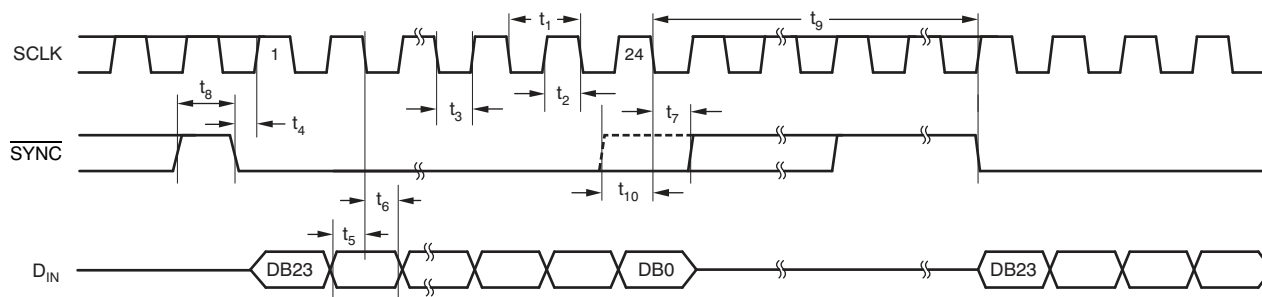 t1
t9
SCLK
1
24
t8
t2
t4
t3
t7
SYNC
t10
t6
t5
DIN
DB23
DB0
DB23